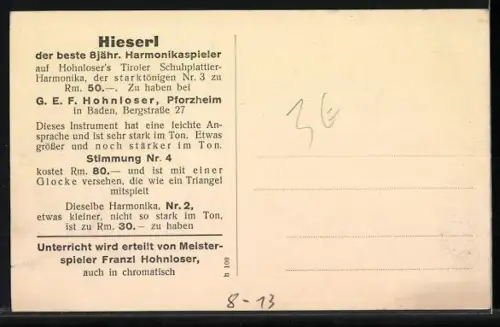 Hieserl
der beste 8jähr. Harmonikaspieler
auf Hohnloser's Tiroler Schuhplattler-
Harmonika, der starktönigen Nr. 3 zu
Rm. 50.—. Zu haben bei
G. E. F. Hohnloser, Pforzheim
in Baden, Bergstraße 27
Dieses Instrument hat eine leichte An-
sprache und ist sehr stark im Ton. Etwas
größer und noch stärker im Ton.
Stimmung Nr. 4
kostet Rm. 80.— und ist mit einer
Glocke versehen, die wie ein Triangel
mitspielt
Dieselbe Harmonika, Nr. 2,
etwas kleiner, nicht so stark im Ton,
ist zu Rm. 30.- zu haben
Unterricht wird erteilt von Meister-
spieler Franzl Hohnloser,
auch in chromatisch
h 109
3€
8-13